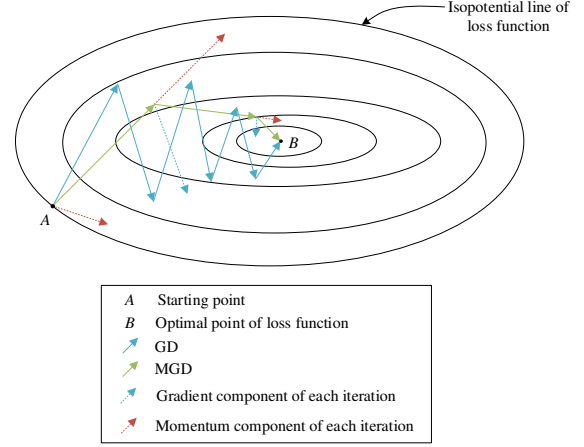 Isopotential line of
loss function
B
A
A Starting point
B Optimal point of loss function
GD
MGD
Gradient component of each iteration
Momentum component of each iteration